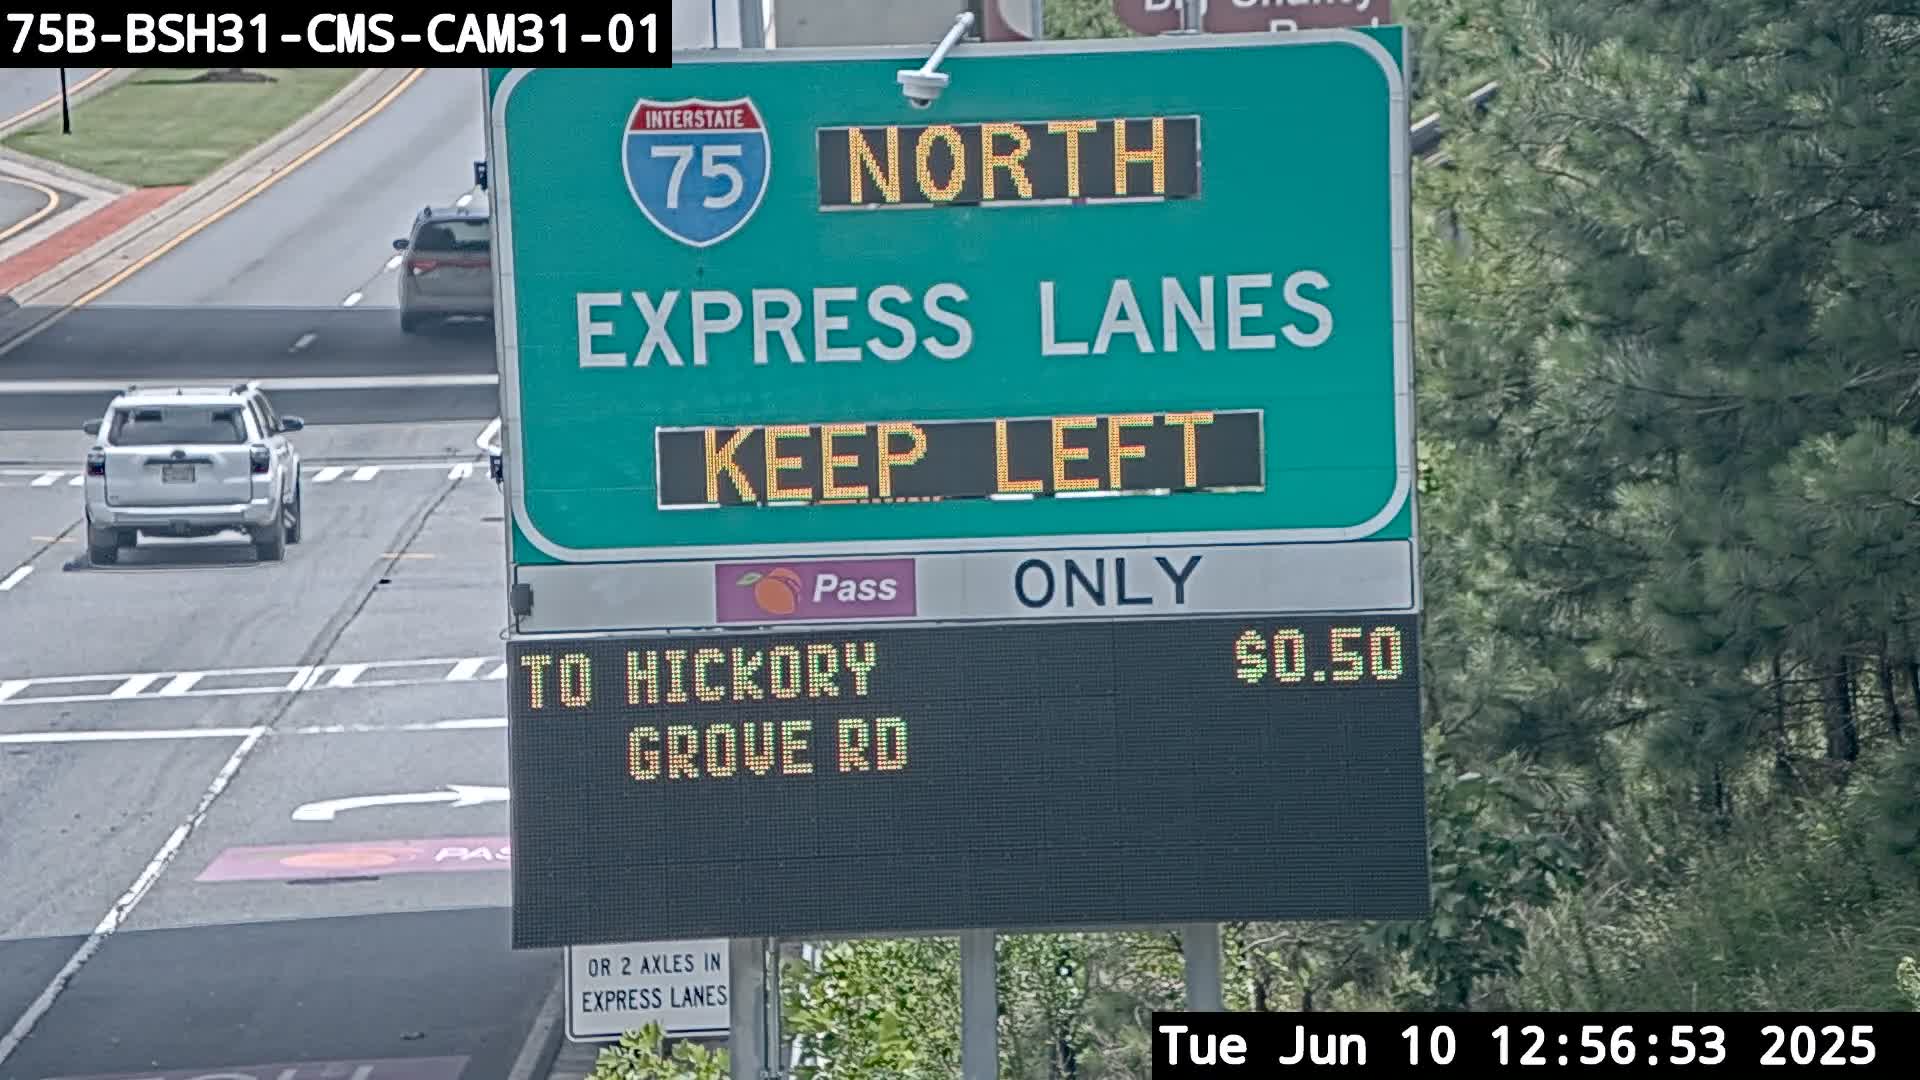 75B-BSH31-CMS-CAM31-01
INTERSTATE
75
NORTH
EXPRESS LANES
KEEP LEFT
Pass ONLY
TO HICKORY $0.50
GROVE RD
OR 2 AXLES IN
EXPRESS LANES
Tue Jun 10 12:56:53 2025